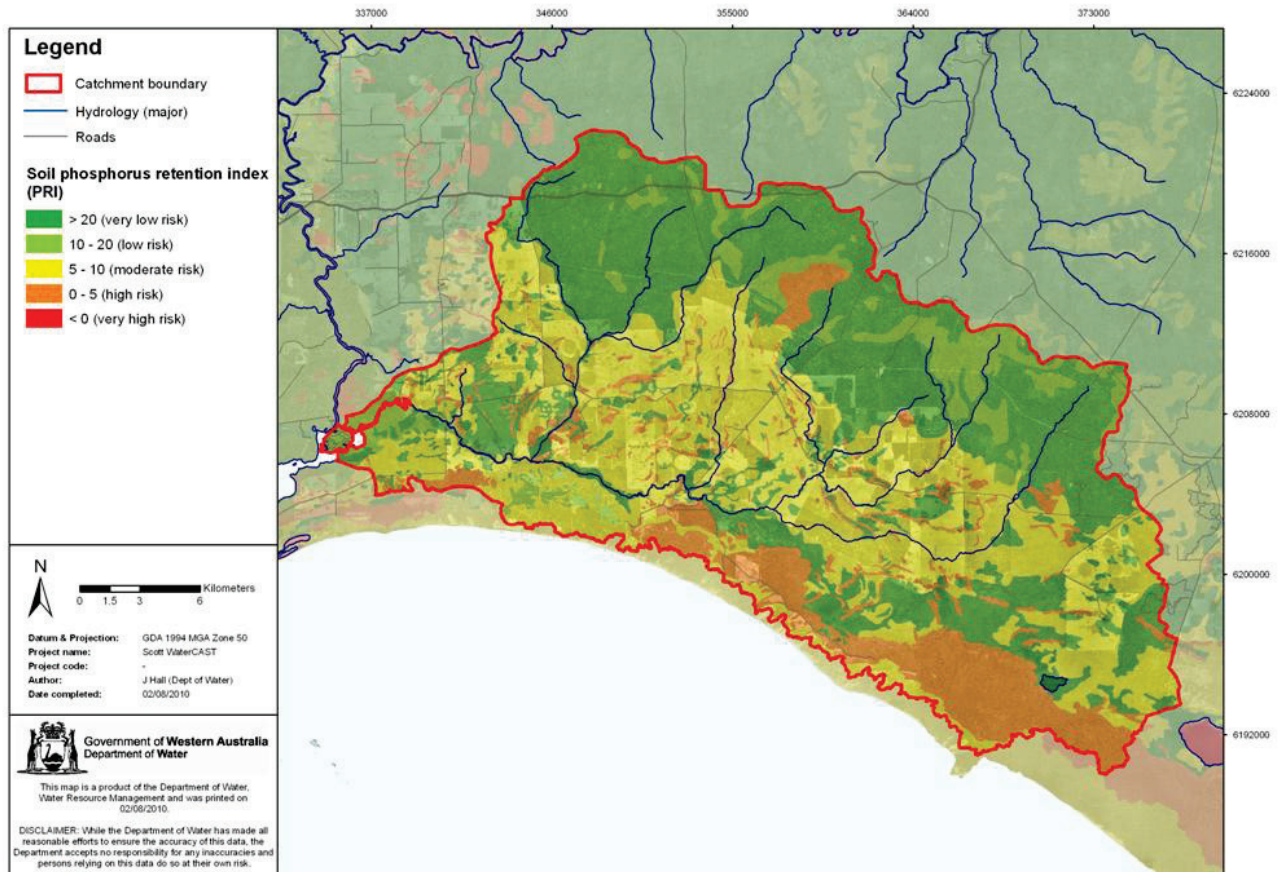 337000 346000 355000 364000 373000
Legend
Catchment boundary
Hydrology (major)
Roads
Soil phosphorus retention index
(PRI)
> 20 (very low risk)
10 - 20 (low risk)
5 - 10 (moderate risk)
0 - 5 (high risk)
< 0 (very high risk)
N
0 1.5 3 6 Kilometers
Datum & Projection: GDA 1994 MGA Zone 50
Project name: Scott WaterCAST
Project code: -
Author: J Hall (Dept of Water)
Date completed: 02/08/2010
Government of Western Australia
Department of Water
This map is a product of the Department of Water,
Water Resource Management and was printed on
02/08/2010.
DISCLAIMER: While the Department of Water has made all
reasonable efforts to ensure the accuracy of this data, the
Department accepts no responsibility for any inaccuracies and
persons relying on this data do so at their own risk.
6224000
6216000
6208000
6200000
6192000